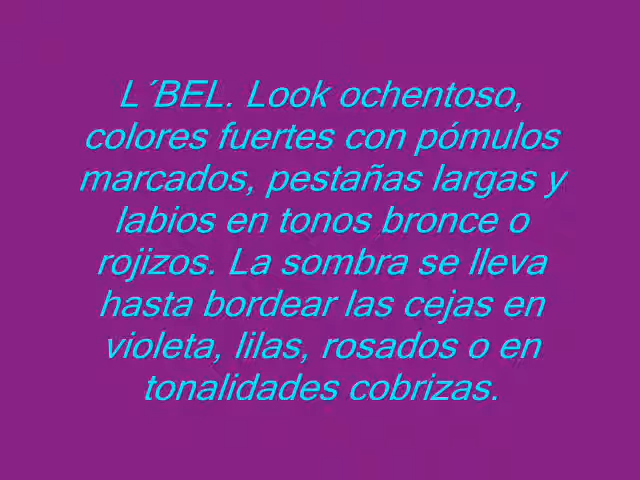 L´BEL. Look ochentoso,
colores fuertes con pómulos
marcados, pestañas largas y
labios en tonos bronce o
rojizos. La sombra se lleva
hasta bordear las cejas en
violeta, lilas, rosados o en
tonalidades cobrizas.